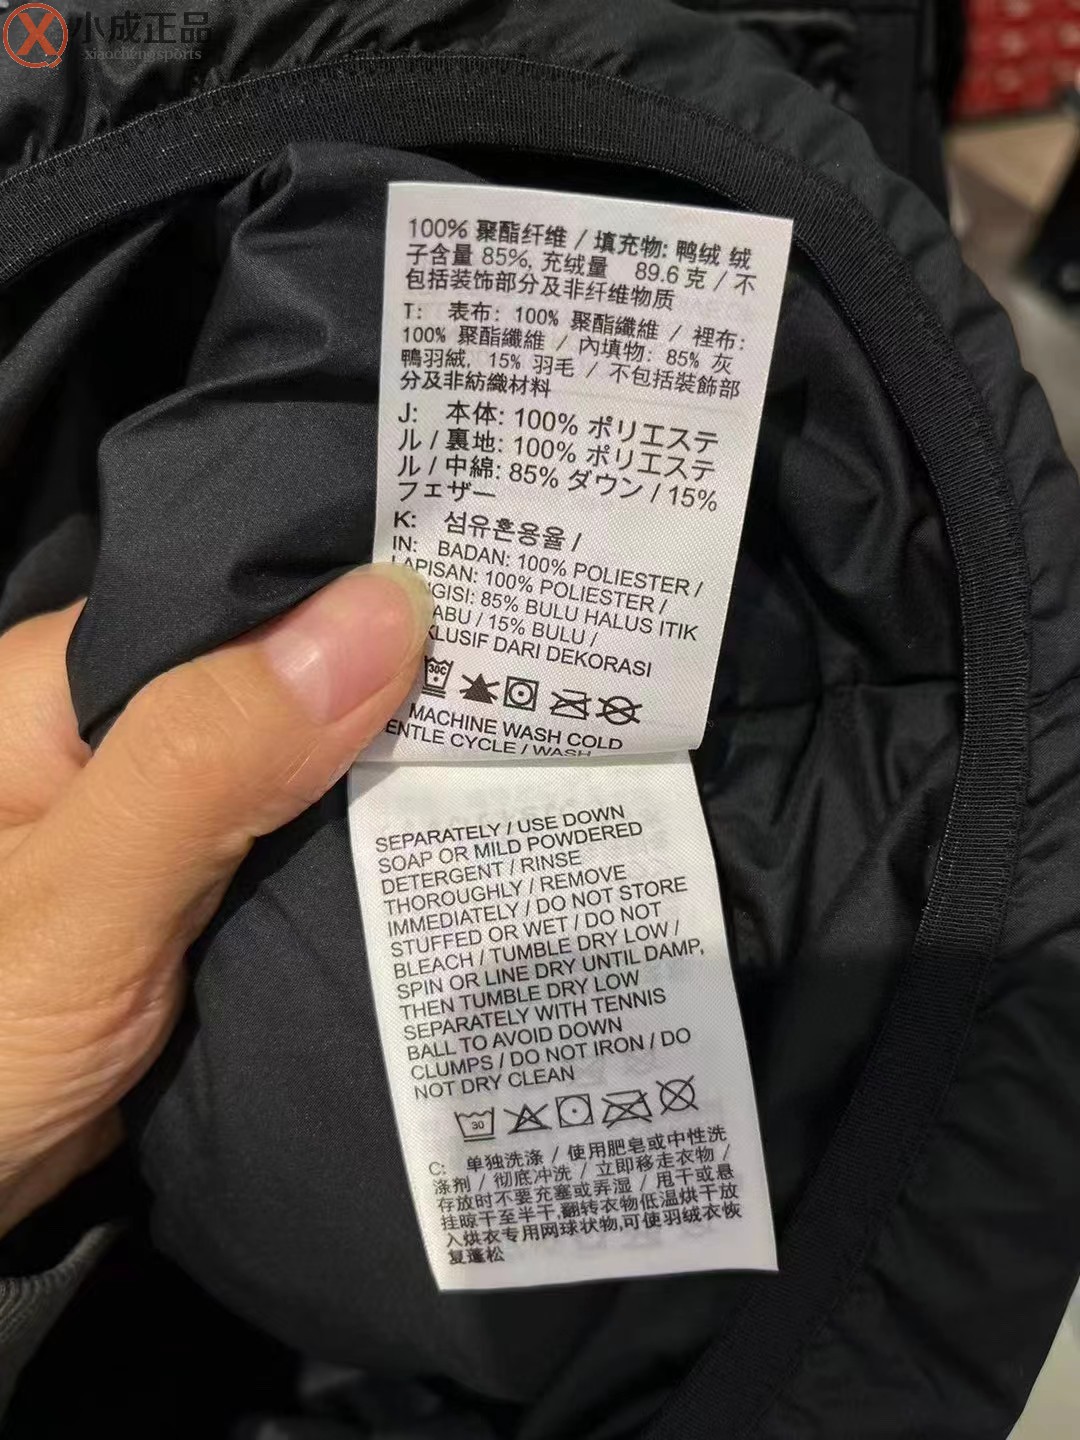 小成正品
xiaochengsports
100% 聚酯纤维 / 填充物: 鸭绒 绒
子含量 85%, 充绒量 89.6 克 / 不
包括装饰部分及非纤维物质
T: 表布: 100% 聚酯纖維 / 裡布:
100% 聚酯纖維 / 內填物: 85% 灰
鴨羽絨, 15% 羽毛 / 不包括裝飾部
分及非紡織材料
J: 本体: 100% ポリエステ
ル / 裏地: 100% ポリエステ
ル / 中綿: 85% ダウン / 15%
フェザー
K: 섬유혼용율 /
IN: BADAN: 100% POLIESTER /
LAPISAN: 100% POLIESTER /
85% BULU HALUS ITIK
/ 15% BULU /
DARI DEKORASI
30C
MACHINE WASH COLD
CYCLE / WASH
SEPARATELY / USE DOWN
SOAP OR MILD POWDERED
DETERGENT / RINSE
THOROUGHLY / REMOVE
IMMEDIATELY / DO NOT STORE
STUFFED OR WET / DO NOT
BLEACH / TUMBLE DRY LOW /
SPIN OR LINE DRY UNTIL DAMP,
THEN TUMBLE DRY LOW
SEPARATELY WITH TENNIS
BALL TO AVOID DOWN
CLUMPS / DO NOT IRON / DO
NOT DRY CLEAN
30
C: 单独洗涤 / 使用肥皂或中性洗
涤剂 / 彻底冲洗 / 立即移走衣物 /
存放时不要充塞或弄湿 / 甩干或悬
挂晾干至半干,翻转衣物低温烘干放
入烘衣专用网球状物,可使羽绒衣恢
复蓬松